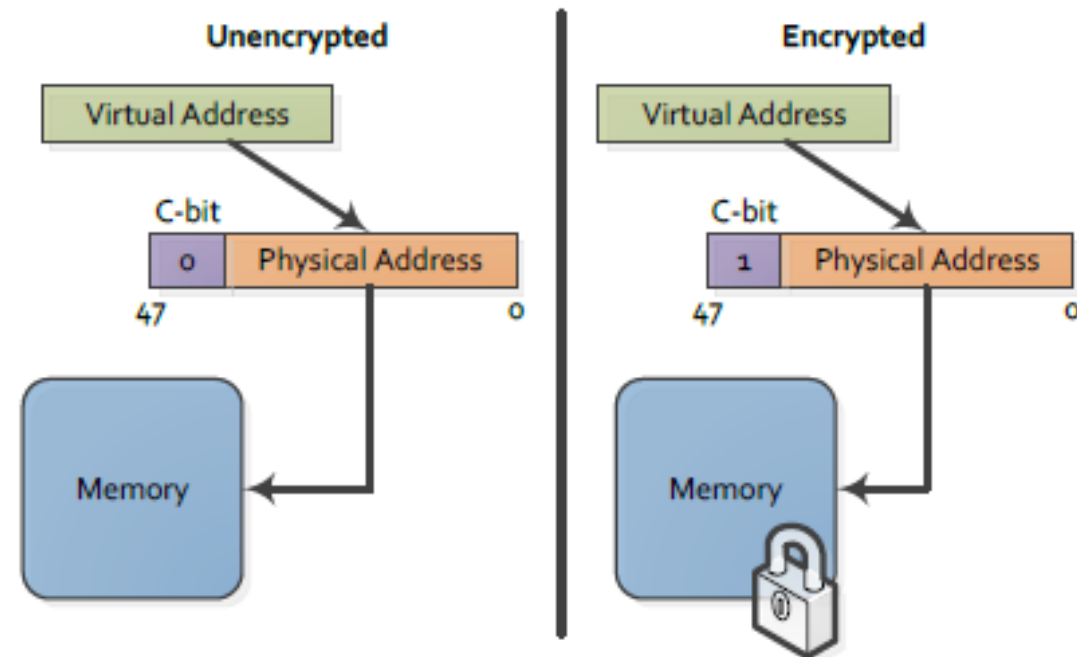 Unencrypted
Virtual Address
C-bit
0
Physical Address
47
0
Memory
Encrypted
Virtual Address
C-bit
1
Physical Address
47
0
Memory